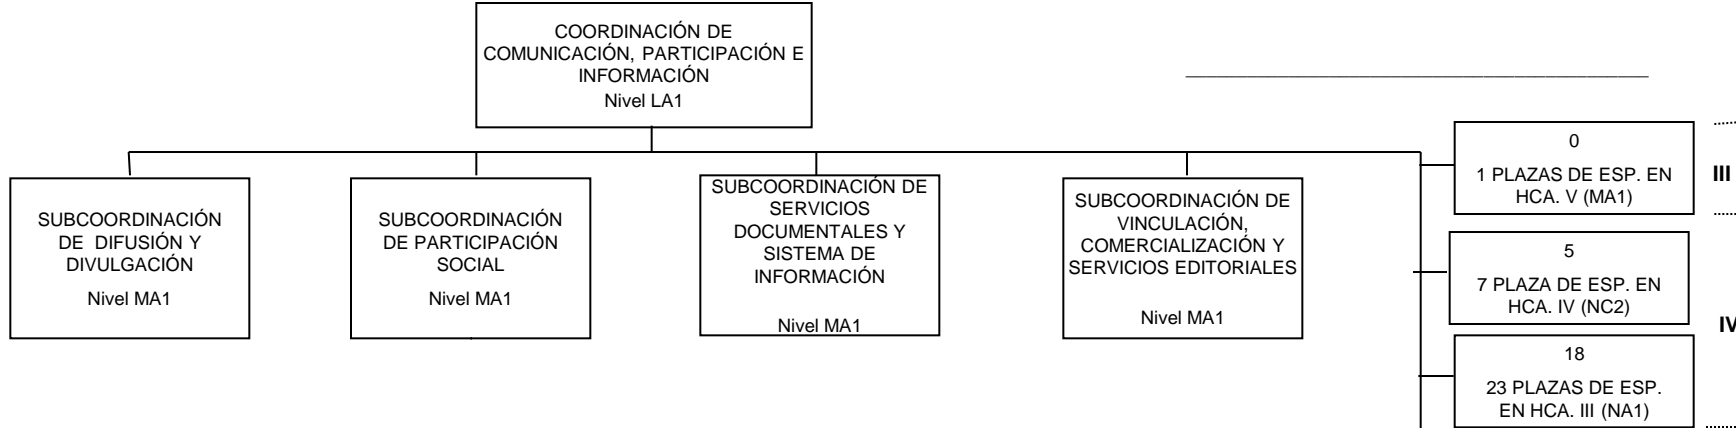 COORDINACIÓN DE
COMUNICACIÓN, PARTICIPACIÓN E
INFORMACIÓN
Nivel LA1
SUBCOORDINACIÓN
DE DIFUSIÓN Y
DIVULGACIÓN
Nivel MA1
SUBCOORDINACIÓN
DE PARTICIPACIÓN
SOCIAL
Nivel MA1
SUBCOORDINACIÓN DE
SERVICIOS
DOCUMENTALES Y
SISTEMA DE
INFORMACIÓN
Nivel MA1
SUBCOORDINACIÓN DE
VINCULACIÓN,
COMERCIALIZACIÓN Y
SERVICIOS EDITORIALES
Nivel MA1
0
1 PLAZAS DE ESP. EN
HCA. V (MA1)
III
5
7 PLAZA DE ESP. EN
HCA. IV (NC2)
IV
18
23 PLAZAS DE ESP.
EN HCA. III (NA1)